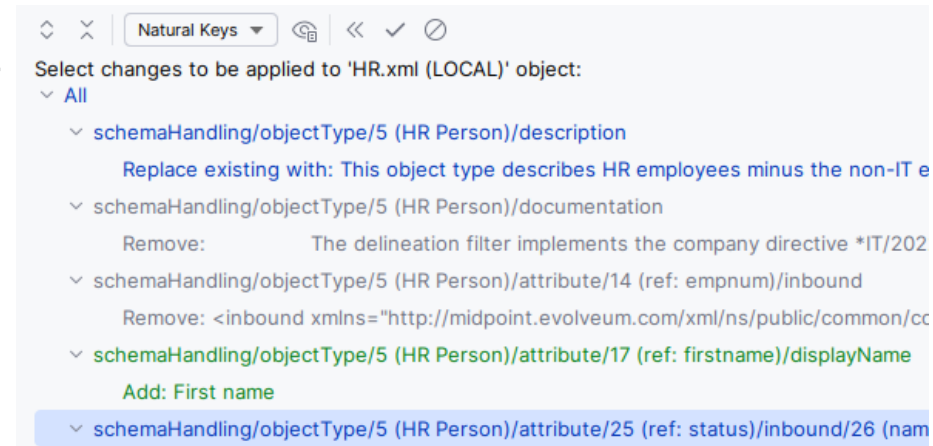 Natural Keys
Select changes to be applied to 'HR.xml (LOCAL)' object:
All
schemaHandling/objectType/5 (HR Person)/description
Replace existing with: This object type describes HR employees minus the non-IT e
schemaHandling/objectType/5 (HR Person)/documentation
Remove: The delineation filter implements the company directive *IT/202
schemaHandling/objectType/5 (HR Person)/attribute/14 (ref: empnum)/inbound
Remove: <inbound xmlns="http://midpoint.evolveum.com/xml/ns/public/common/co
schemaHandling/objectType/5 (HR Person)/attribute/17 (ref: firstname)/displayName
Add: First name
schemaHandling/objectType/5 (HR Person)/attribute/25 (ref: status)/inbound/26 (nam